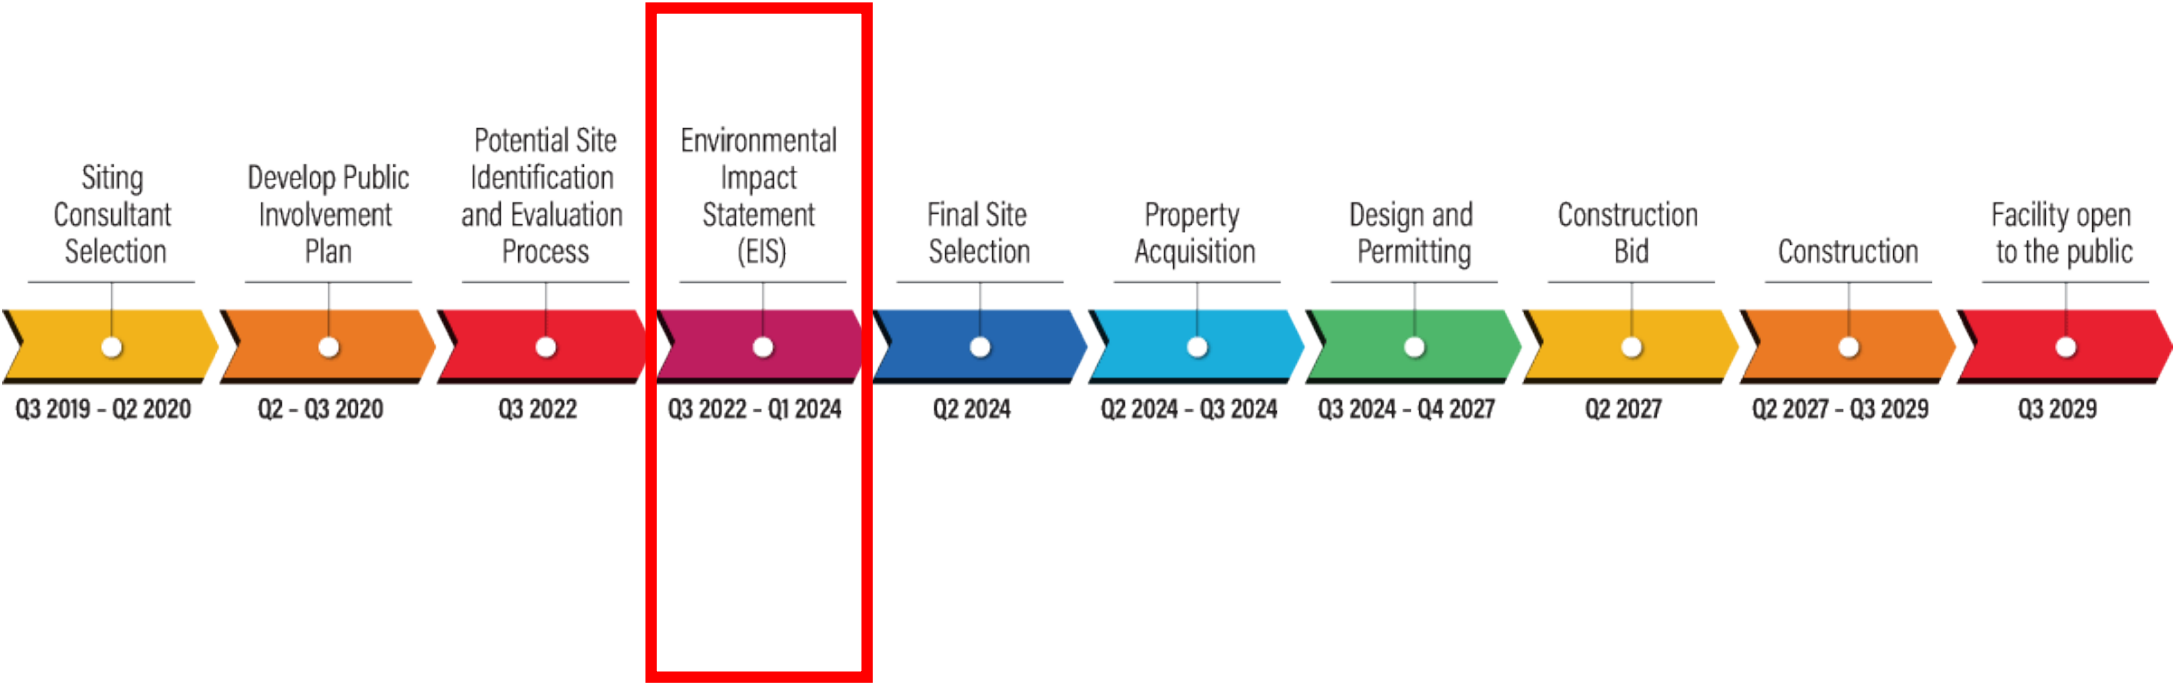 Siting
Consultant
Selection
Q3 2019 - Q2 2020
Develop Public
Involvement
Plan
Q2 - Q3 2020
Potential Site
Identification
and Evaluation
Process
Q3 2022
Environmental
Impact
Statement
(EIS)
Q3 2022 - Q1 2024
Final Site
Selection
Q2 2024
Property
Acquisition
Q2 2024 - Q3 2024
Design and
Permitting
Q3 2024 - Q4 2027
Construction
Bid
Q2 2027
Construction
Q2 2027 - Q3 2029
Facility open
to the public
Q3 2029